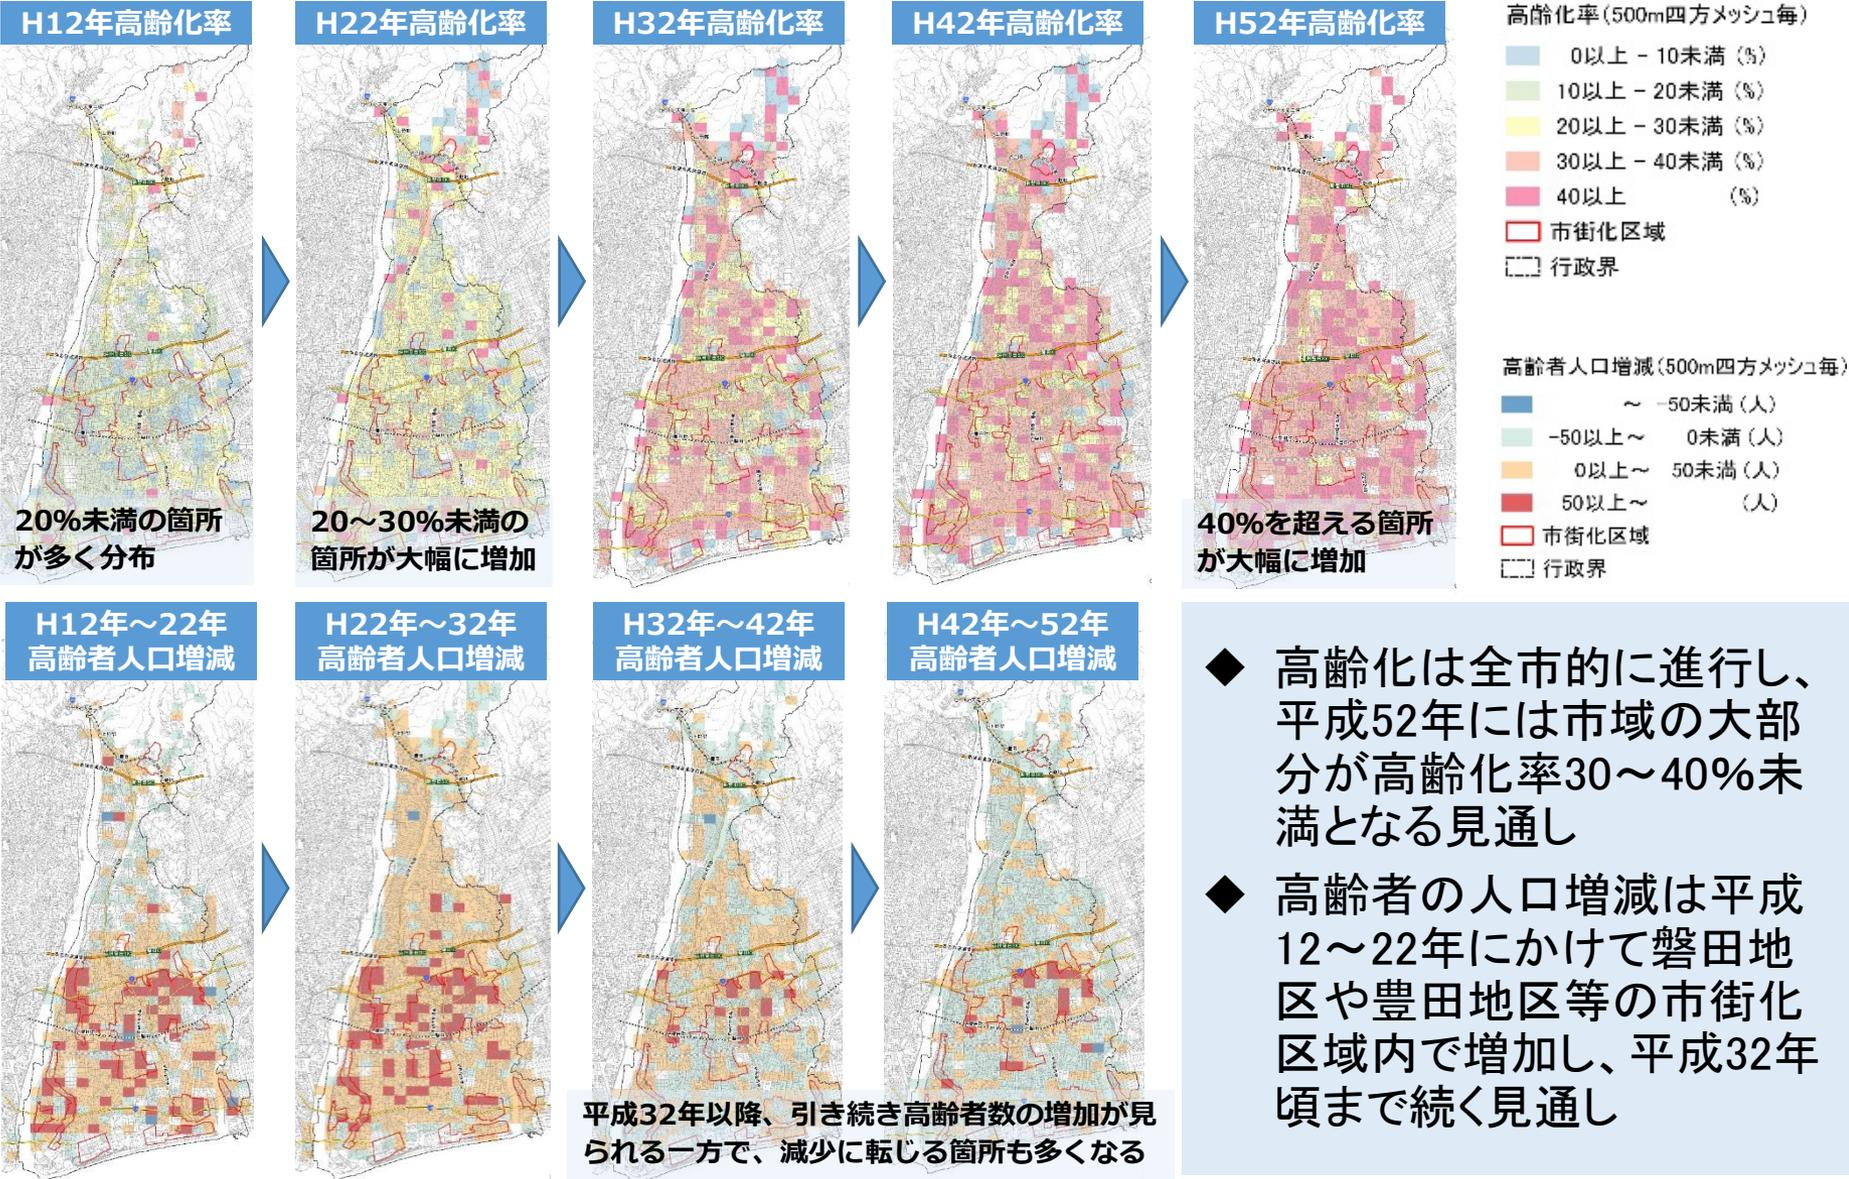 H12年高齢化率
H22年高齢化率
H32年高齢化率
H42年高齢化率
H52年高齢化率
高齢化率(500m四方メッシュ毎)
0以上 - 10未満 (%)
10以上 - 20未満 (%)
20以上 - 30未満 (%)
30以上 - 40未満 (%)
40以上 (%)
市街化区域
行政界
高齢者人口増減(500m四方メッシュ毎)
～ -50未満 (人)
-50以上～ 0未満 (人)
0以上～ 50未満 (人)
50以上～ (人)
市街化区域
行政界
20%未満の箇所
が多く分布
20～30%未満の
箇所が大幅に増加
40%を超える箇所
が大幅に増加
H12年～22年
高齢者人口増減
H22年～32年
高齢者人口増減
H32年～42年
高齢者人口増減
H42年～52年
高齢者人口増減
平成32年以降、引き続き高齢者数の増加が見
られる一方で、減少に転じる箇所も多くなる
◆ 高齢化は全市的に進行し、
平成52年には市域の大部
分が高齢化率30～40%未
満となる見通し
◆ 高齢者の人口増減は平成
12～22年にかけて磐田地
区や豊田地区等の市街化
区域内で増加し、平成32年
頃まで続く見通し